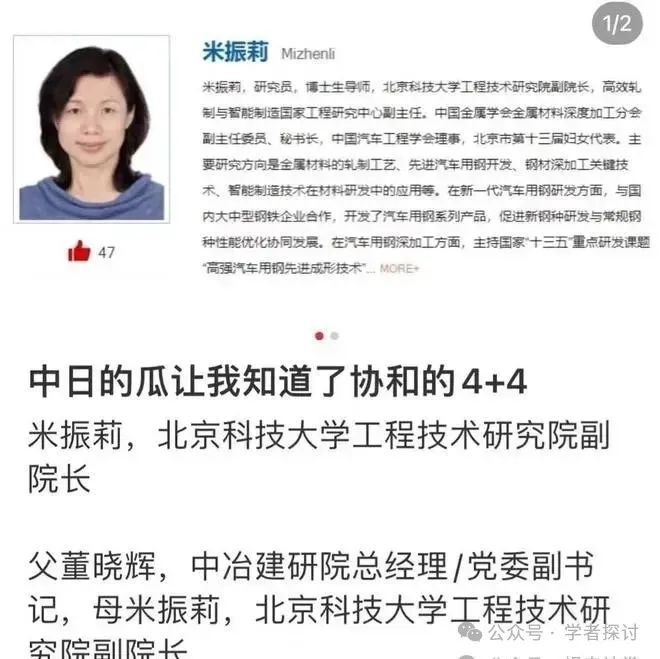 1/2
米振莉 Mizhenli
米振莉，研究员，博士生导师，北京科技大学工程技术研究院副院长，高效轧
制与智能制造国家工程研究中心副主任。中国金属学会金属材料深度加工分会
副主任委员、秘书长，中国汽车工程学会理事，北京市第十三届妇女代表。主
要研究方向是金属材料的轧制工艺、先进汽车用钢开发、钢材深加工关键技
术、智能制造技术在材料研发中的应用等。在新一代汽车用钢研发方面，与国
内大中型钢铁企业合作，开发了汽车用钢系列产品，促进新钢种研发与常规钢
种性能优化协同发展。在汽车用钢深加工方面，主持国家“十三五”重点研发课题
“高强汽车用钢先进成形技术”... MORE+
47
中日的瓜让我知道了协和的4+4
米振莉，北京科技大学工程技术研究院副
院长
父董晓辉，中冶建研院总经理/党委副书
记，母米振莉，北京科技大学工程技术研
究院副院长
公众号 · 学者探讨